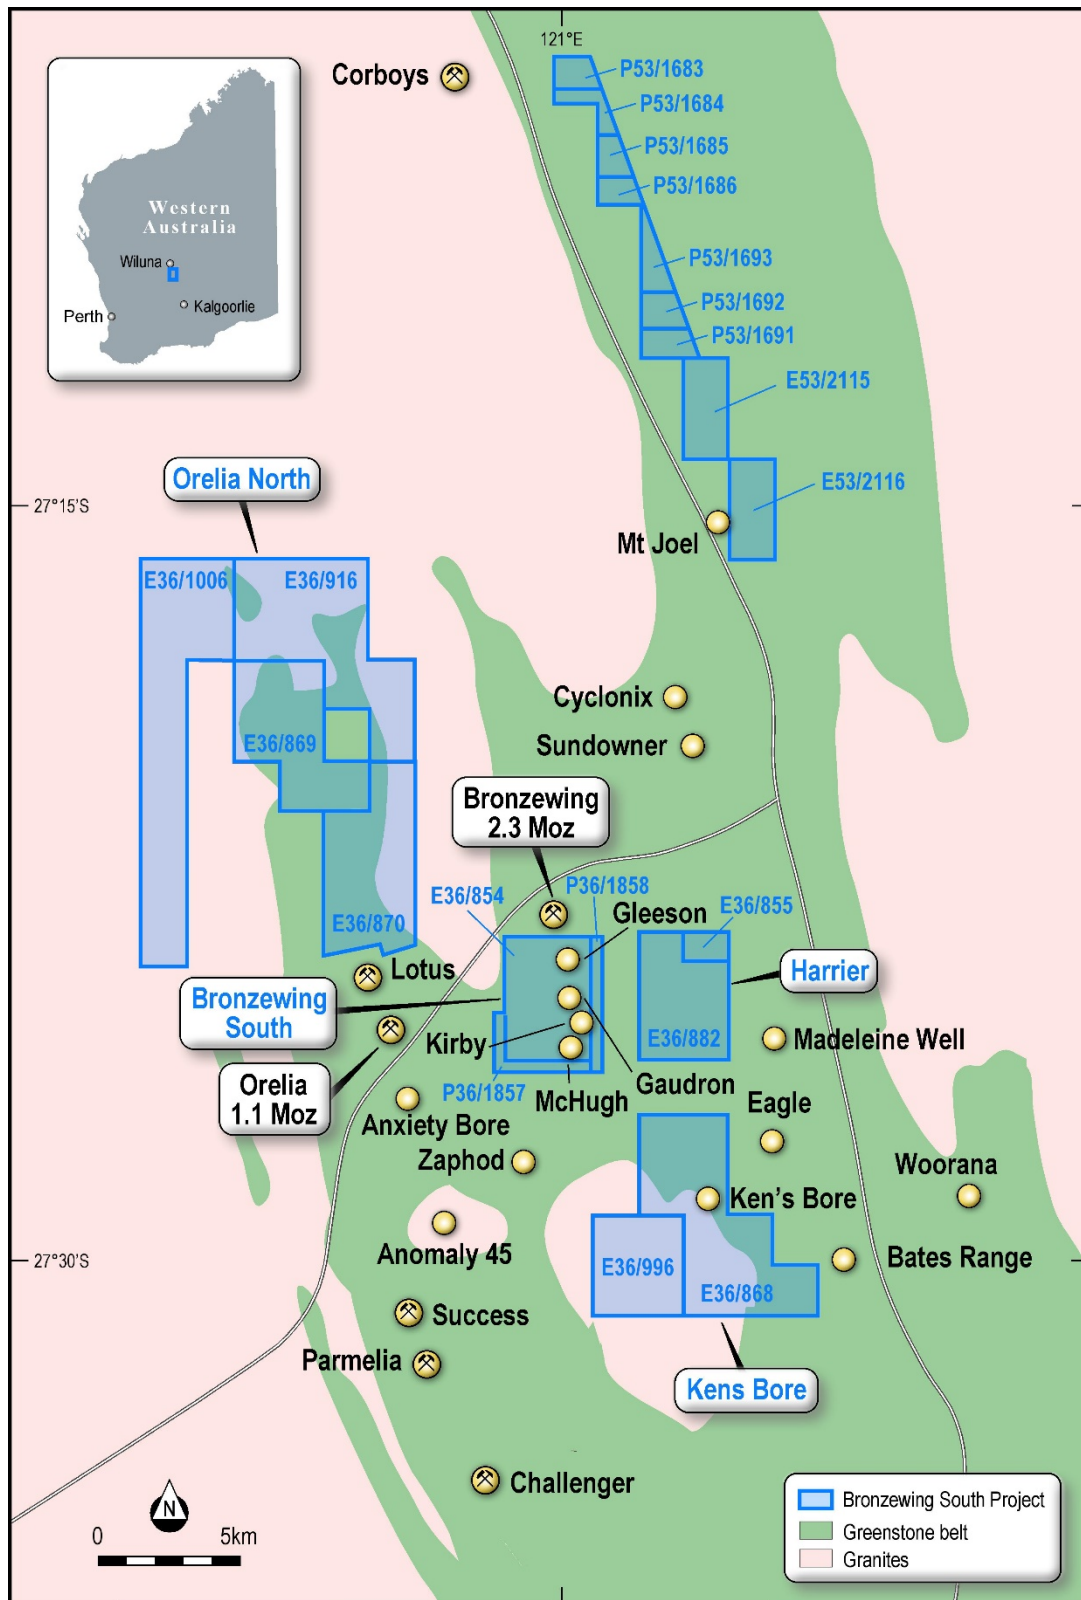 121°E
Corboys
P53/1683
P53/1684
P53/1685
P53/1686
Western
Australia
Wiluna
Kalgoorlie
Perth
P53/1693
P53/1692
P53/1691
E53/2115
Orelia North
E53/2116
27°15'S
Mt Joel
E36/1006
E36/916
Cyclonix
E36/869
Sundowner
Bronzewing
2.3 Moz
E36/854
P36/1858
Gleeson
E36/855
E36/870
Lotus
Harrier
Bronzewing
South
Kirby
E36/882
Madeleine Well
Orelia
1.1 Moz
P36/1857
McHugh
Gaudron
Eagle
Anxiety Bore
Zaphod
Woorana
Ken's Bore
Anomaly 45
27°30'S
E36/996
E36/868
Bates Range
Success
Parmelia
Kens Bore
Challenger
N
0
5km
Bronzewing South Project
Greenstone belt
Granites